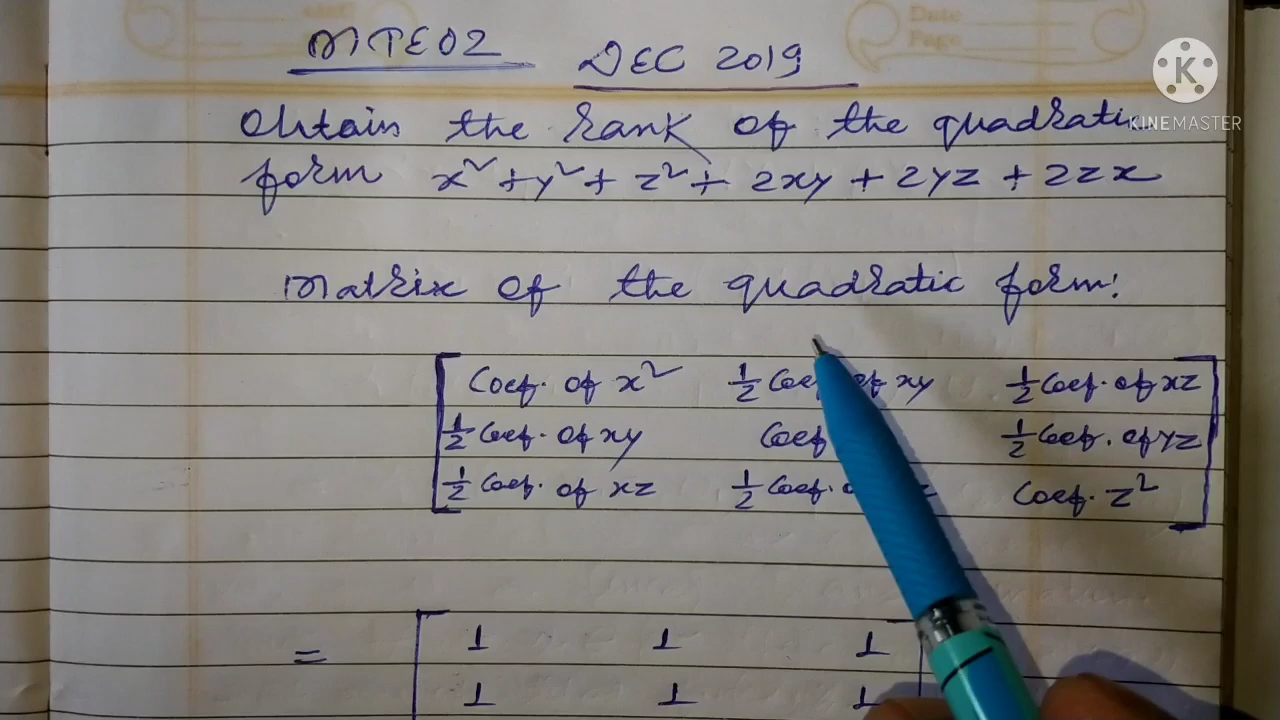 MTE02 DEC 2019
K
KINEMASTER
Obtain the rank of the quadratic
form x² + y² + z² + 2xy + 2yz + 2zx
Matrix of the quadratic form:
Coef. of x² ½ Coef. of xy ½ Coef. of xz
½ Coef. of xy Coef ½ Coef. of yz
½ Coef. of xz ½ Coef. Coef. z²
= 1 1 1
1 1 1